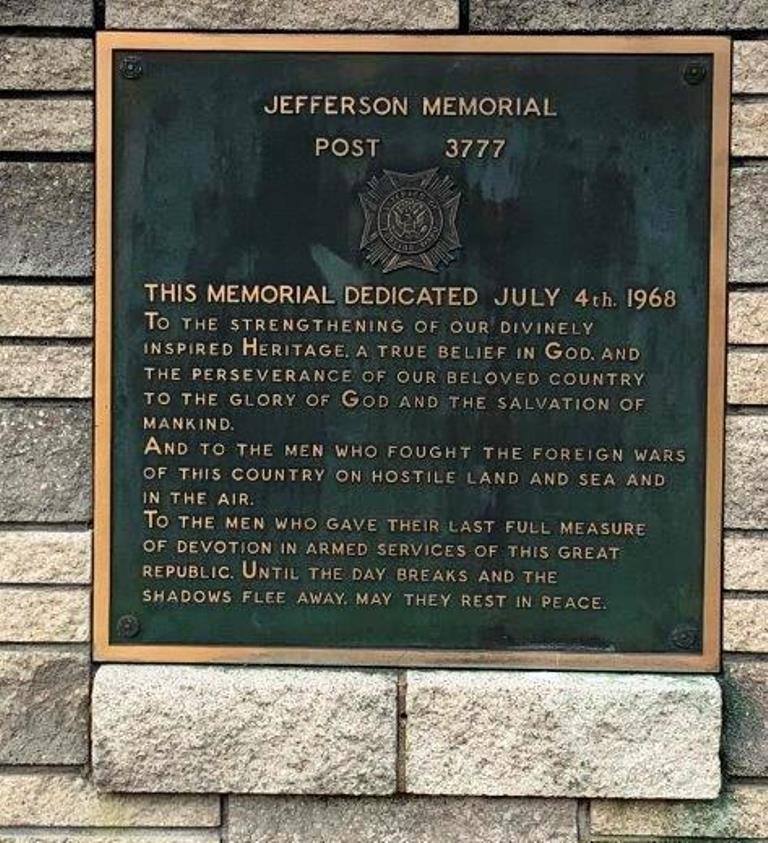 JEFFERSON MEMORIAL
POST 3777
THIS MEMORIAL DEDICATED JULY 4th. 1968
TO THE STRENGTHENING OF OUR DIVINELY
INSPIRED HERITAGE, A TRUE BELIEF IN GOD, AND
THE PERSEVERANCE OF OUR BELOVED COUNTRY
TO THE GLORY OF GOD AND THE SALVATION OF
MANKIND.
AND TO THE MEN WHO FOUGHT THE FOREIGN WARS
OF THIS COUNTRY ON HOSTILE LAND AND SEA AND
IN THE AIR.
TO THE MEN WHO GAVE THEIR LAST FULL MEASURE
OF DEVOTION IN ARMED SERVICES OF THIS GREAT
REPUBLIC. UNTIL THE DAY BREAKS AND THE
SHADOWS FLEE AWAY. MAY THEY REST IN PEACE.